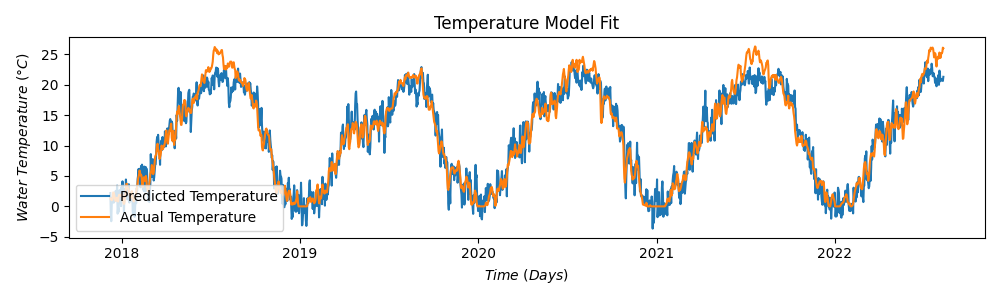 Temperature Model Fit
Water Temperature (°C)
25
20
15
10
5
0
−5
Predicted Temperature
Actual Temperature
2018 2019 2020 2021 2022
Time (Days)